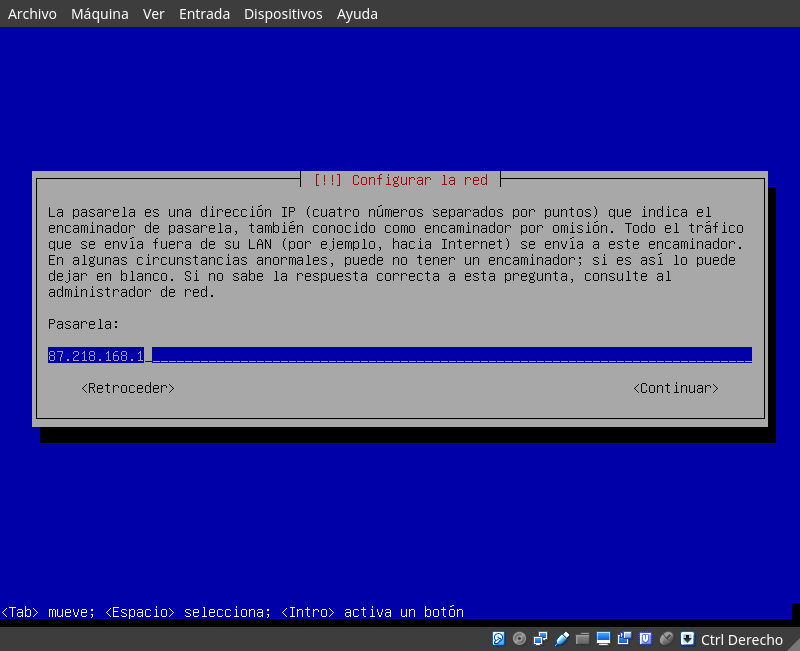 Archivo Máquina Ver Entrada Dispositivos Ayuda
[!!] Configurar la red
La pasarela es una dirección IP (cuatro números separados por puntos) que indica el
encaminador de pasarela, también conocido como encaminador por omisión. Todo el tráfico
que se envía fuera de su LAN (por ejemplo, hacia Internet) se envía a este encaminador.
En algunas circunstancias anormales, puede no tener un encaminador; si es así lo puede
dejar en blanco. Si no sabe la respuesta correcta a esta pregunta, consulte al
administrador de red.
Pasarela:
87.218.168.1
<Retroceder> <Continuar>
<Tab> mueve; <Espacio> selecciona; <Intro> activa un botón
Ctrl Derecho